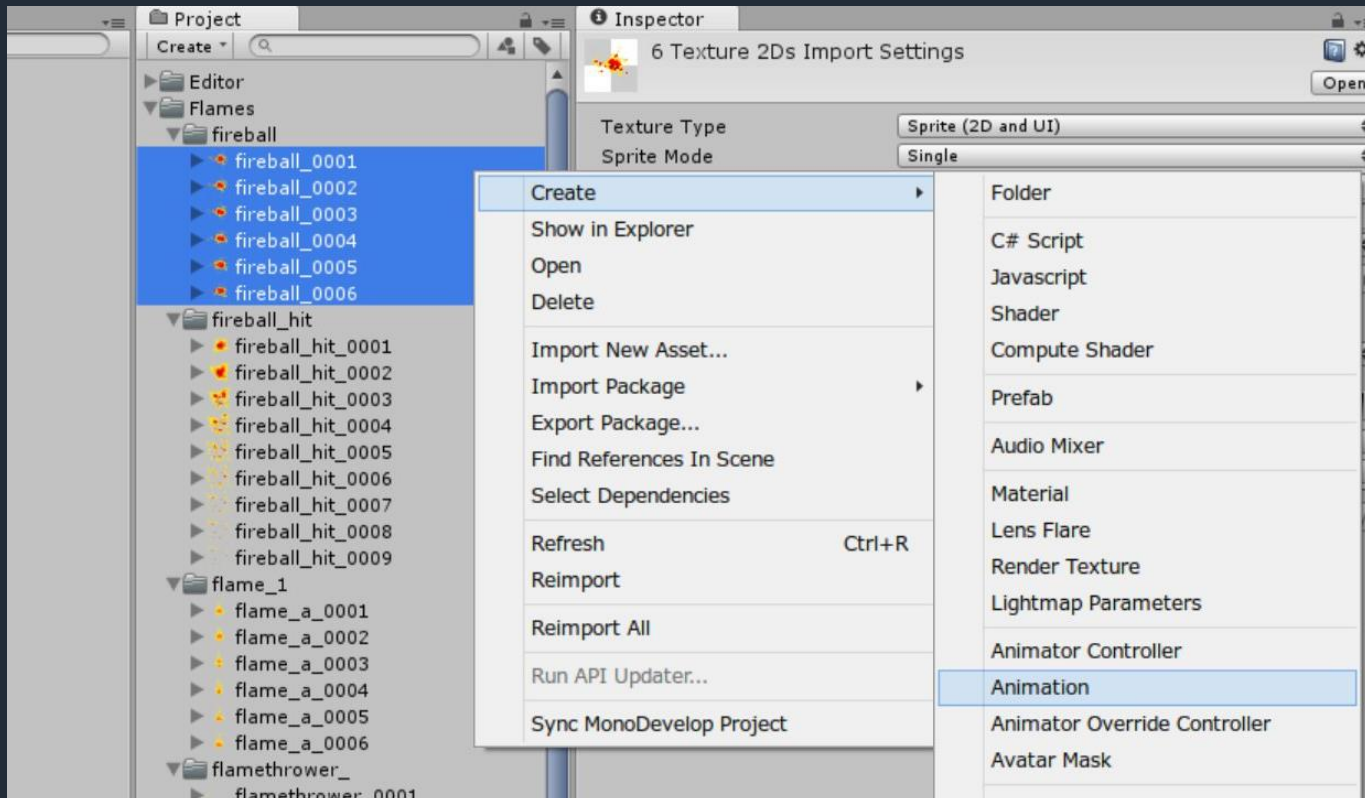 Project
Create
Editor
Flames
fireball
fireball_0001
fireball_0002
fireball_0003
fireball_0004
fireball_0005
fireball_0006
fireball_hit
fireball_hit_0001
fireball_hit_0002
fireball_hit_0003
fireball_hit_0004
fireball_hit_0005
fireball_hit_0006
fireball_hit_0007
fireball_hit_0008
fireball_hit_0009
flame_1
flame_a_0001
flame_a_0002
flame_a_0003
flame_a_0004
flame_a_0005
flame_a_0006
flamethrower_
flamethrower_0001
Inspector
6 Texture 2Ds Import Settings
Open
Texture Type Sprite (2D and UI)
Sprite Mode Single
Create
Show in Explorer
Open
Delete
Import New Asset...
Import Package
Export Package...
Find References In Scene
Select Dependencies
Refresh Ctrl+R
Reimport
Reimport All
Run API Updater...
Sync MonoDevelop Project
Folder
C# Script
Javascript
Shader
Compute Shader
Prefab
Audio Mixer
Material
Lens Flare
Render Texture
Lightmap Parameters
Animator Controller
Animation
Animator Override Controller
Avatar Mask